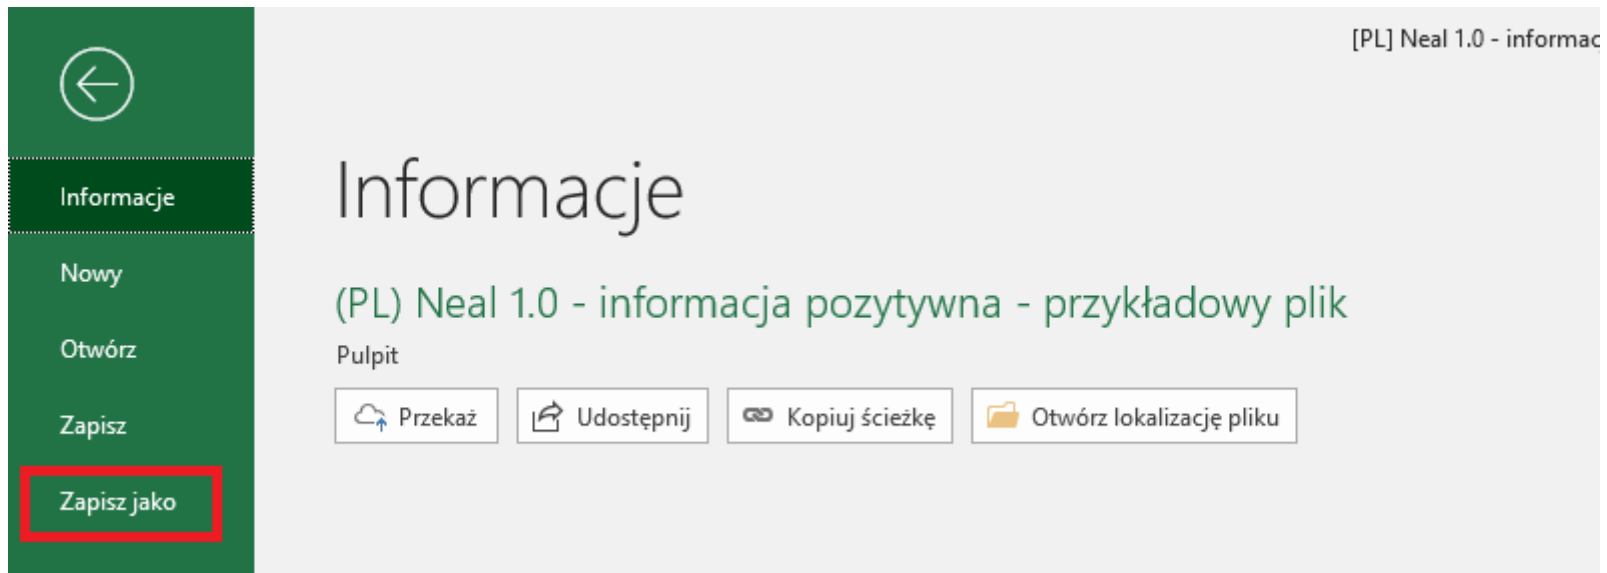 [PL] Neal 1.0 - informac
Informacje
Nowy
Otwórz
Zapisz
Zapisz jako
Informacje
(PL) Neal 1.0 - informacja pozytywna - przykładowy plik
Pulpit
Przekaż
Udostępnij
Kopiuj ścieżkę
Otwórz lokalizację pliku